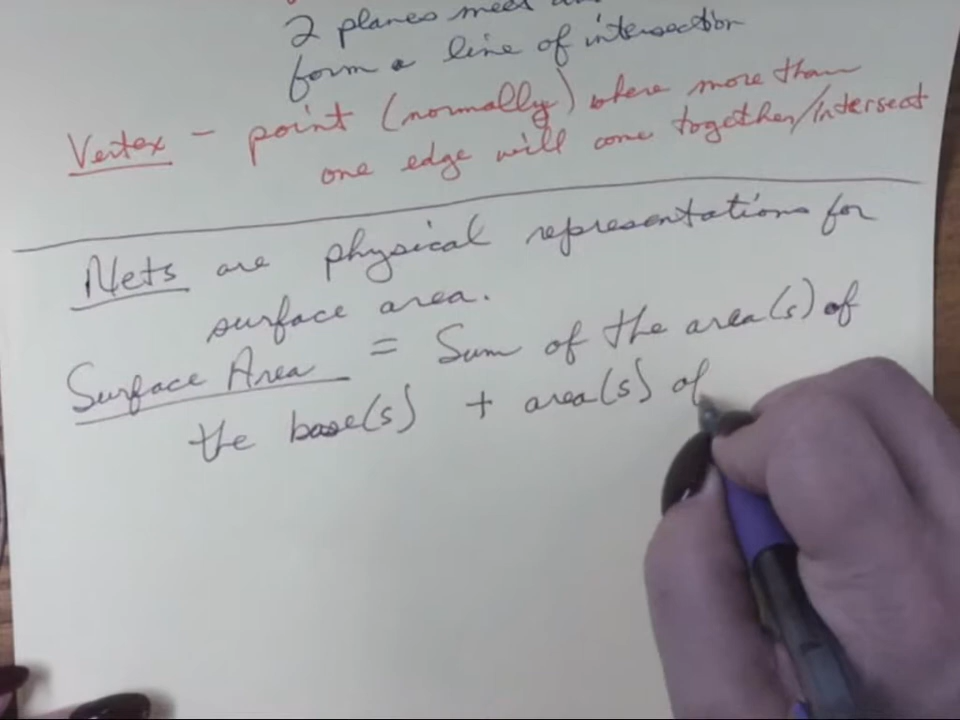 2 planes meet
form a line of intersection
Vertex - point (normally) where more than
one edge will come together/intersect
Nets are physical representations for
surface area.
Surface Area = Sum of the area(s) of
the base(s) + area(s) of